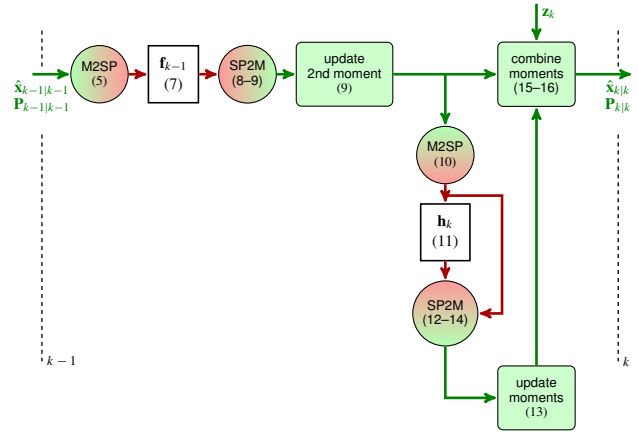 z_k
M2SP
(5)
f_{k−1}
(7)
SP2M
(8–9)
update
2nd moment
(9)
combine
moments
(15–16)
x̂_{k−1|k−1}
P_{k−1|k−1}
x̂_{k|k}
P_{k|k}
M2SP
(10)
h_k
(11)
SP2M
(12–14)
k − 1
k
update
moments
(13)